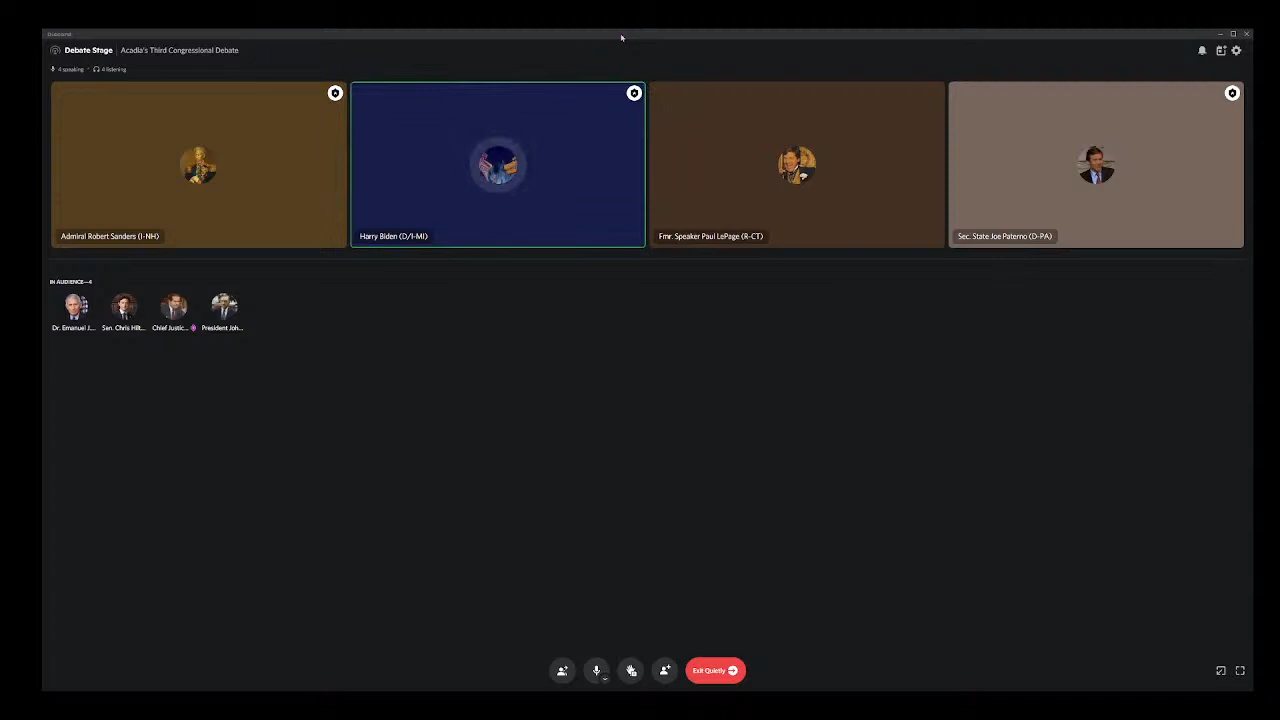 Discord
Debate Stage | Acadia's Third Congressional Debate
4 speaking · 4 listening
Admiral Robert Sanders (I-NH)
Harry Biden (D/I-MI)
Fmr. Speaker Paul LePage (R-CT)
Sec. State Joe Paterno (D-PA)
IN AUDIENCE—4
Dr. Emanuel J... Sen. Chris Hilt... Chief Justic... President Joh...
Exit Quietly